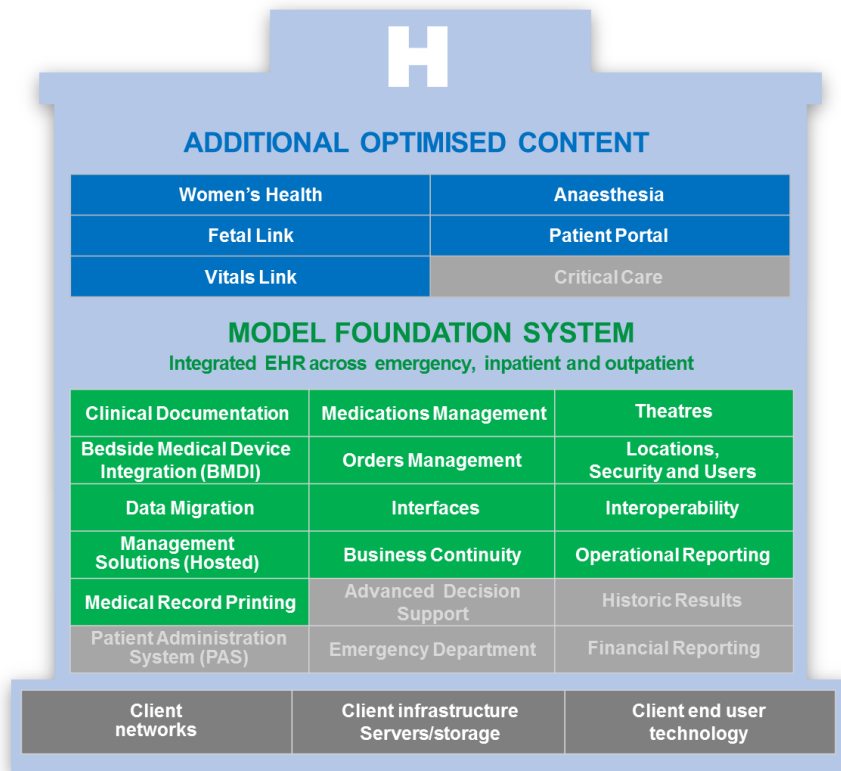 H
ADDITIONAL OPTIMISED CONTENT
Women's Health
Anaesthesia
Fetal Link
Patient Portal
Vitals Link
Critical Care
MODEL FOUNDATION SYSTEM
Integrated EHR across emergency, inpatient and outpatient
Clinical Documentation
Medications Management
Theatres
Bedside Medical Device
Integration (BMDI)
Orders Management
Locations,
Security and Users
Data Migration
Interfaces
Interoperability
Management
Solutions (Hosted)
Business Continuity
Operational Reporting
Medical Record Printing
Advanced Decision
Support
Historic Results
Patient Administration
System (PAS)
Emergency Department
Financial Reporting
Client
networks
Client infrastructure
Servers/storage
Client end user
technology